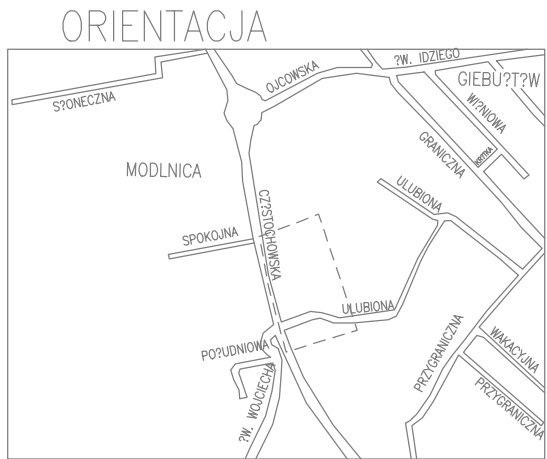 ORIENTACJA
?W. IDZIEGO
OJCOWSKA
GIEBU?T?W
S?ONECZNA
WI?NIOWA
GRANICZNA
KRÓTKA
MODLNICA
ULUBIONA
CZ?STOCHOWSKA
SPOKOJNA
ULUBIONA
PO?UDNIOWA
PRZYGRANICZNA
WAKACYJNA
?W. WOJCIECHA
PRZYGRANICZNA